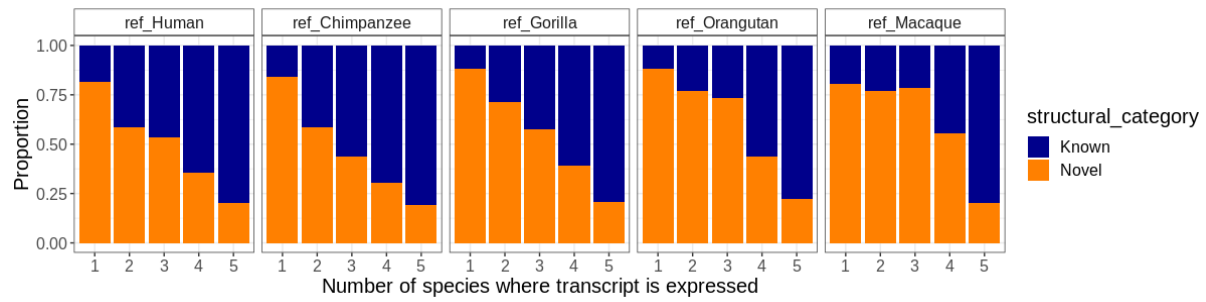 ref_Human ref_Chimpanzee ref_Gorilla ref_Orangutan ref_Macaque
1.00
0.75
0.50
0.25
0.00
Proportion
1 2 3 4 5 1 2 3 4 5 1 2 3 4 5 1 2 3 4 5 1 2 3 4 5
Number of species where transcript is expressed
structural_category
Known
Novel